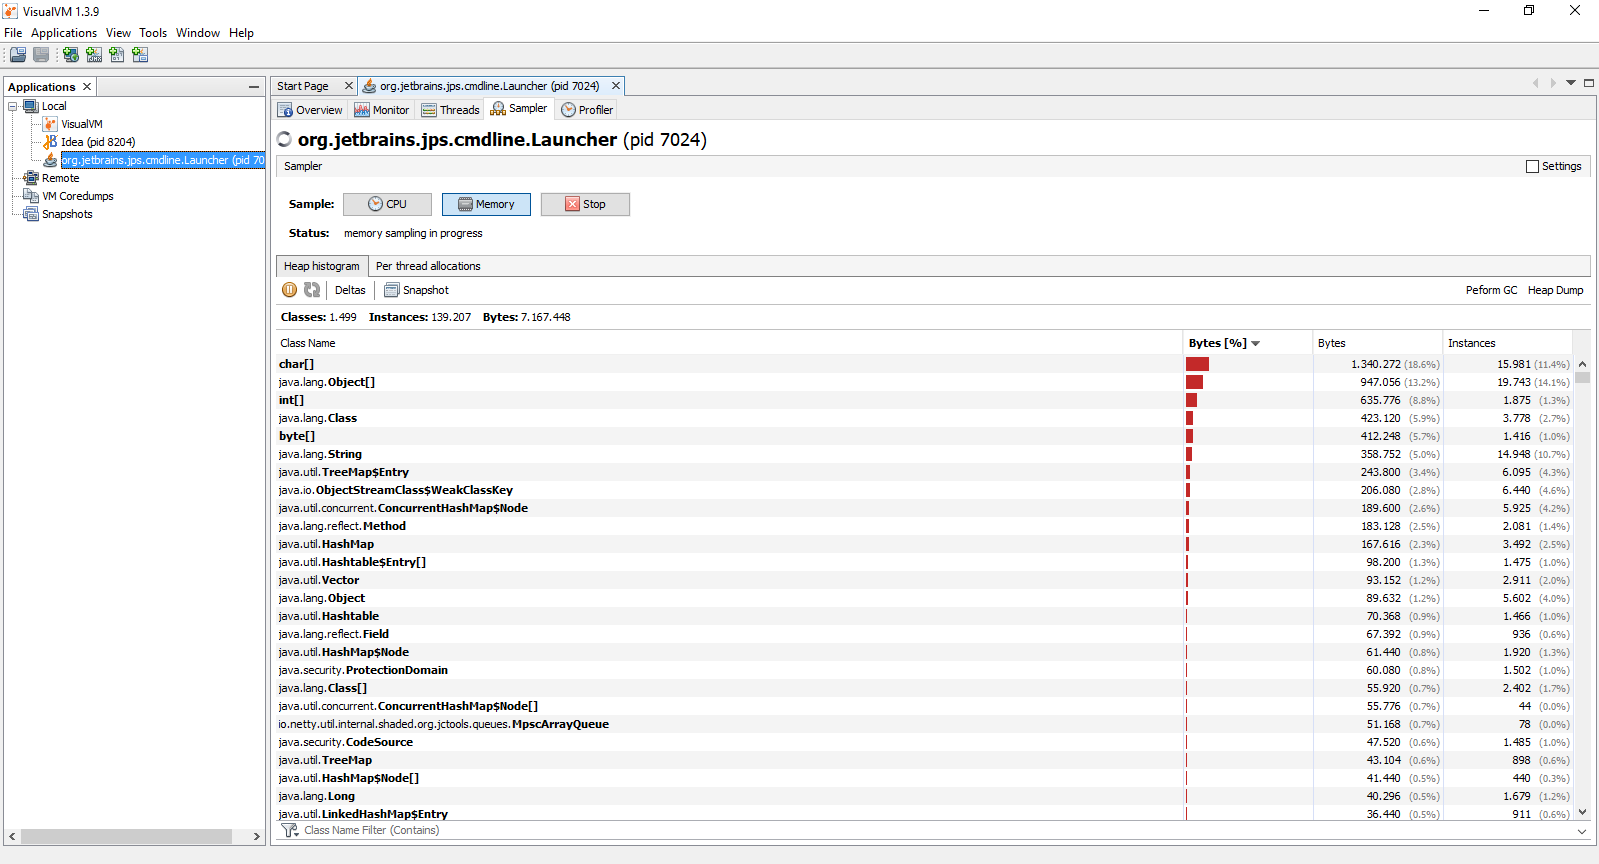 VisualVM 1.3.9
File Applications View Tools Window Help
Applications
Local
VisualVM
Idea (pid 8204)
org.jetbrains.jps.cmdline.Launcher (pid 70
Remote
VM Coredumps
Snapshots
Start Page org.jetbrains.jps.cmdline.Launcher (pid 7024)
Overview Monitor Threads Sampler Profiler
org.jetbrains.jps.cmdline.Launcher (pid 7024)
Sampler Settings
Sample: CPU Memory Stop
Status: memory sampling in progress
Heap histogram Per thread allocations
Deltas Snapshot Peform GC Heap Dump
Classes: 1.499 Instances: 139.207 Bytes: 7.167.448
Class Name Bytes [%] Bytes Instances
char[] 1.340.272 (18.6%) 15.981 (11.4%)
java.lang.Object[] 947.056 (13.2%) 19.743 (14.1%)
int[] 635.776 (8.8%) 1.875 (1.3%)
java.lang.Class 423.120 (5.9%) 3.778 (2.7%)
byte[] 412.248 (5.7%) 1.416 (1.0%)
java.lang.String 358.752 (5.0%) 14.948 (10.7%)
java.util.TreeMap$Entry 243.800 (3.4%) 6.095 (4.3%)
java.io.ObjectStreamClass$WeakClassKey 206.080 (2.8%) 6.440 (4.6%)
java.util.concurrent.ConcurrentHashMap$Node 189.600 (2.6%) 5.925 (4.2%)
java.lang.reflect.Method 183.128 (2.5%) 2.081 (1.4%)
java.util.HashMap 167.616 (2.3%) 3.492 (2.5%)
java.util.Hashtable$Entry[] 98.200 (1.3%) 1.475 (1.0%)
java.util.Vector 93.152 (1.2%) 2.911 (2.0%)
java.lang.Object 89.632 (1.2%) 5.602 (4.0%)
java.util.Hashtable 70.368 (0.9%) 1.466 (1.0%)
java.lang.reflect.Field 67.392 (0.9%) 936 (0.6%)
java.util.HashMap$Node 61.440 (0.8%) 1.920 (1.3%)
java.security.ProtectionDomain 60.080 (0.8%) 1.502 (1.0%)
java.lang.Class[] 55.920 (0.7%) 2.402 (1.7%)
java.util.concurrent.ConcurrentHashMap$Node[] 55.776 (0.7%) 44 (0.0%)
io.netty.util.internal.shaded.org.jctools.queues.MpscArrayQueue 51.168 (0.7%) 78 (0.0%)
java.security.CodeSource 47.520 (0.6%) 1.485 (1.0%)
java.util.TreeMap 43.104 (0.6%) 898 (0.6%)
java.util.HashMap$Node[] 41.440 (0.5%) 440 (0.3%)
java.lang.Long 40.296 (0.5%) 1.679 (1.2%)
java.util.LinkedHashMap$Entry 36.440 (0.5%) 911 (0.6%)
Class Name Filter (Contains)